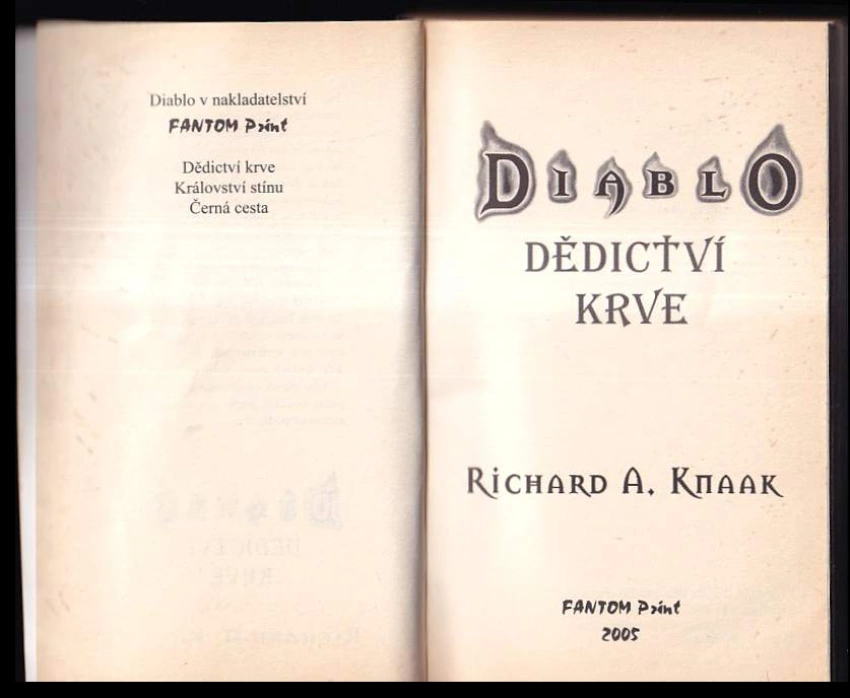 Diablo v nakladatelství
FANTOM Print
Dědictví krve
Království stínu
Černá cesta
DIABLO
DĚDICTVÍ
KRVE
RICHARD A. KNAAK
FANTOM Print
2005